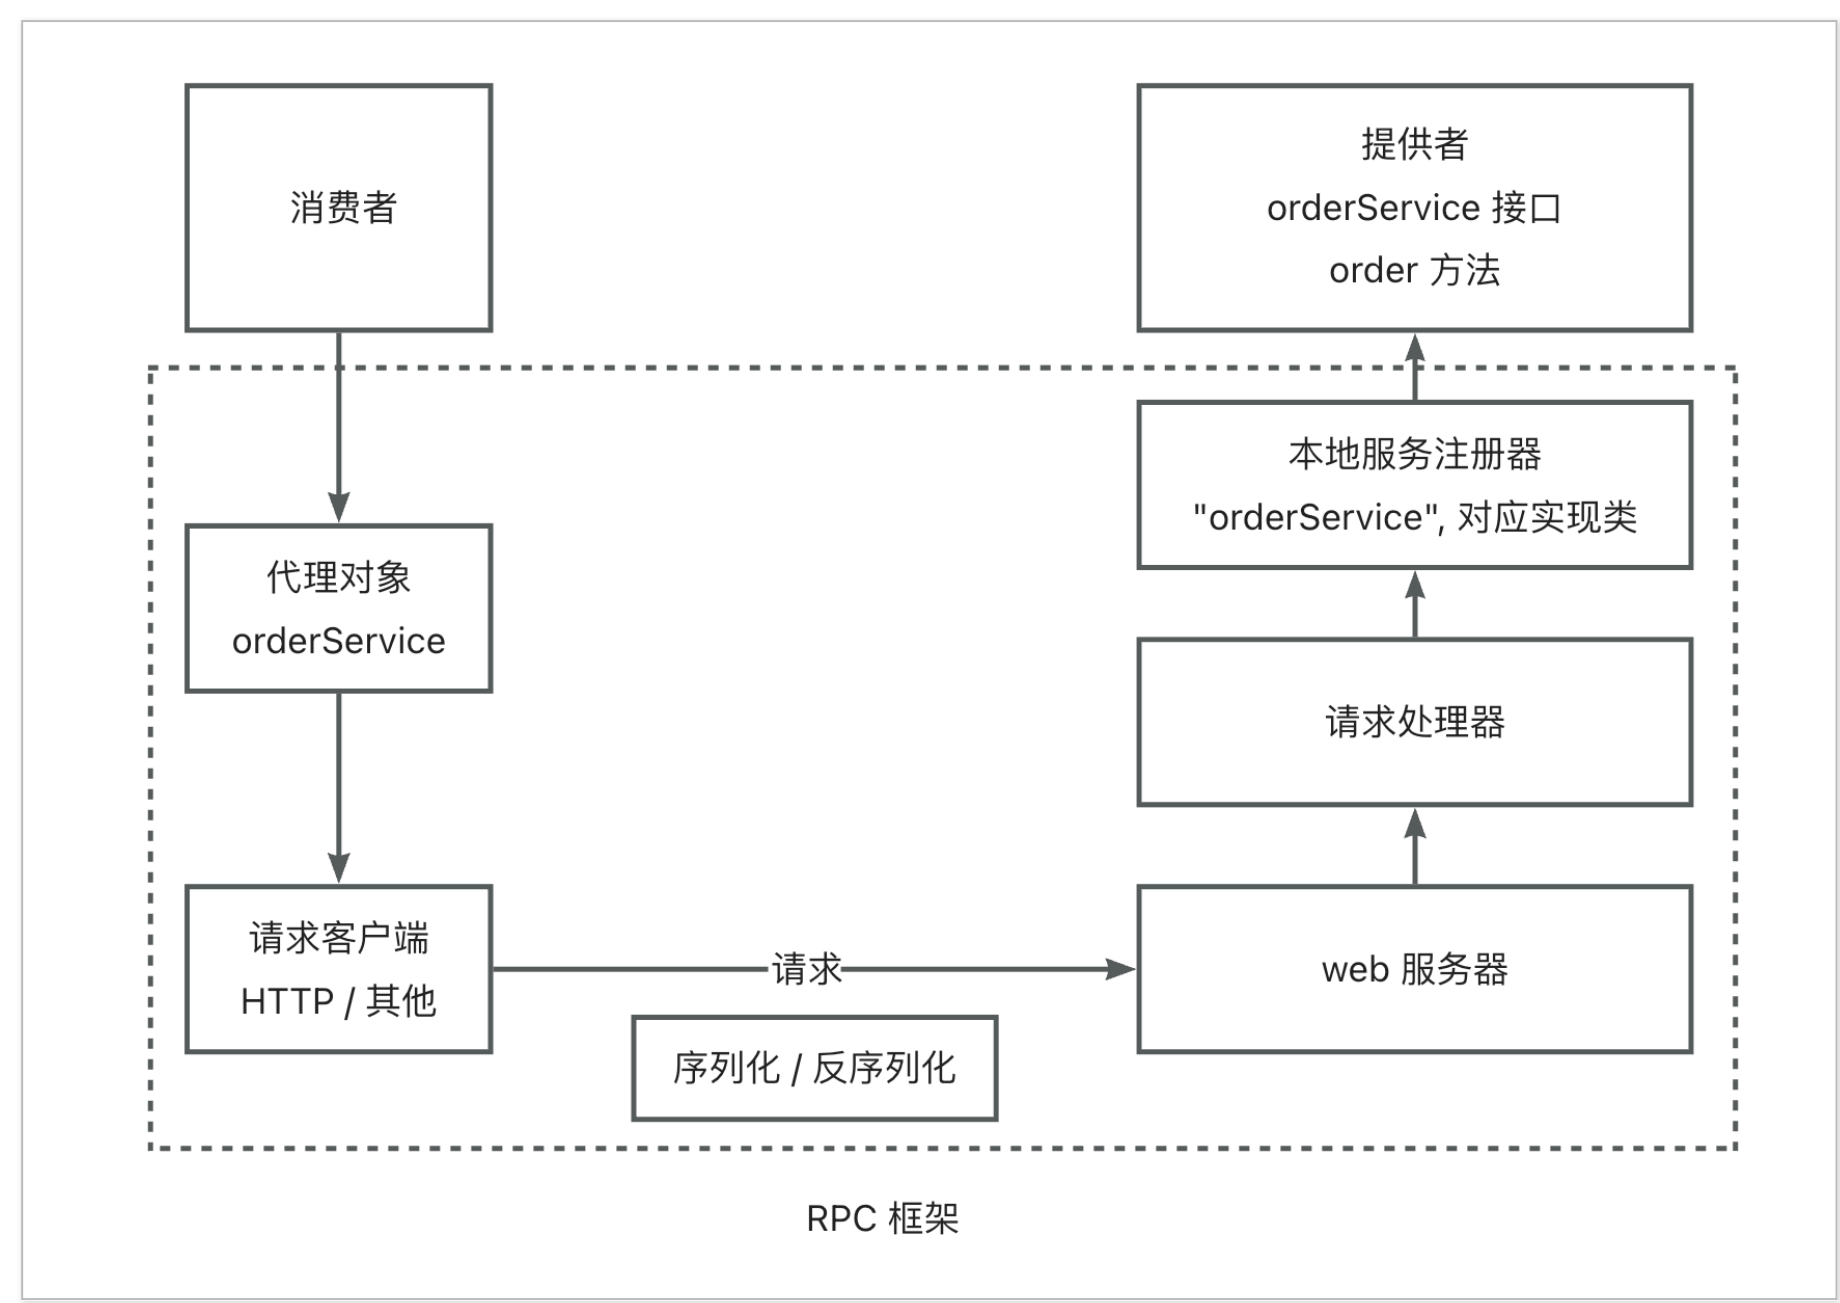 消费者
提供者
orderService 接口
order 方法
代理对象
orderService
本地服务注册器
"orderService", 对应实现类
请求处理器
请求客户端
HTTP / 其他
请求
web 服务器
序列化 / 反序列化
RPC 框架